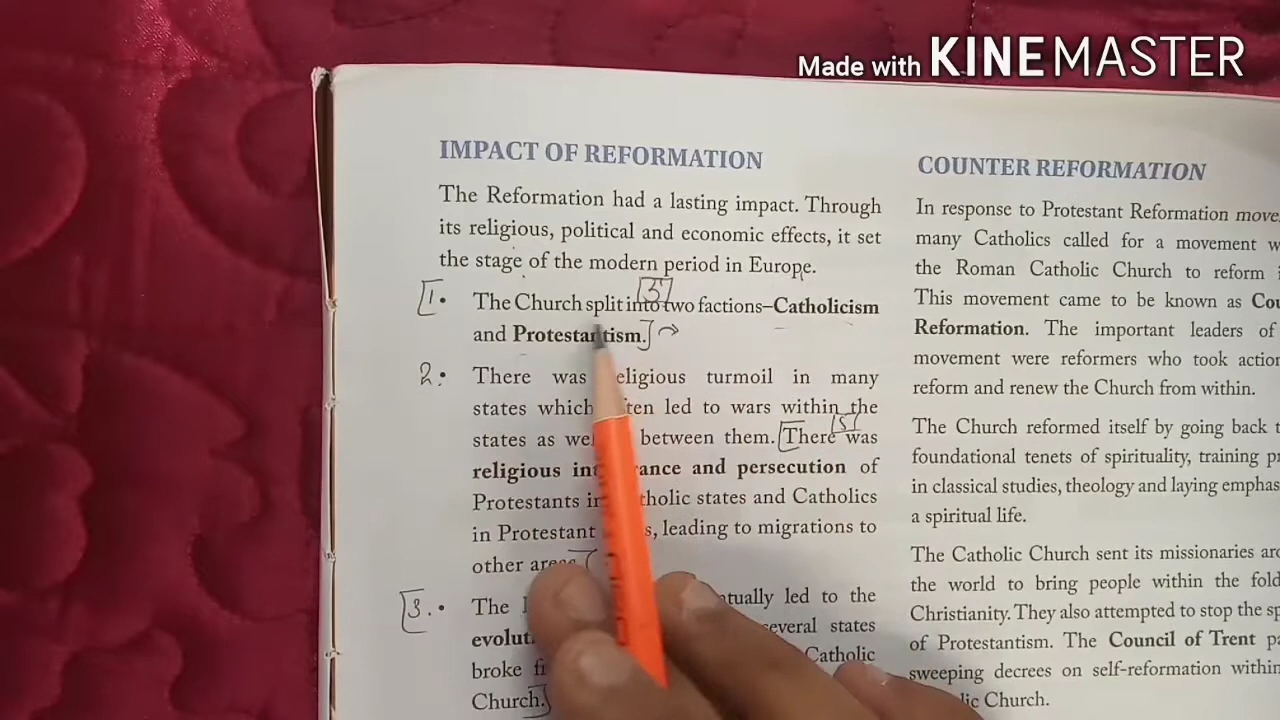 Made with KINEMASTER
IMPACT OF REFORMATION
The Reformation had a lasting impact. Through
its religious, political and economic effects, it set
the stage of the modern period in Europe.
1. • The Church split into two factions–Catholicism
3
and Protestantism.
2. • There was religious turmoil in many
states which often led to wars within the
states as well between them. There was
5
religious intolerance and persecution of
Protestants in Catholic states and Catholics
in Protestant, leading to migrations to
other areas
3. • The eventually led to the
several states
broke Catholic
Church.
COUNTER REFORMATION
In response to Protestant Reformation
many Catholics called for a movement
the Roman Catholic Church to reform
This movement came to be known as
Reformation. The important leaders of
movement were reformers who took
reform and renew the Church from within.
The Church reformed itself by going back
foundational tenets of spirituality, training
in classical studies, theology and laying
a spiritual life.
The Catholic Church sent its missionaries
the world to bring people within the fold
Christianity. They also attempted to stop the
of Protestantism. The Council of Trent
sweeping decrees on self-reformation
Church.